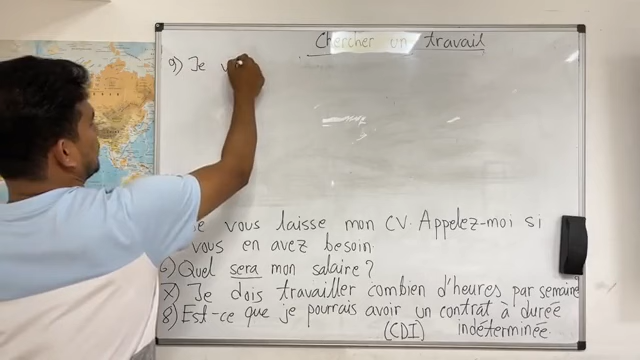 Chercher un travail
9) Je
vous laisse mon CV. Appelez-moi si
vous en avez besoin.
6) Quel sera mon salaire ?
7) Je dois travailler combien d'heures par semaine
8) Est-ce que je pourrais avoir un contrat à durée
(CDI) indéterminée.